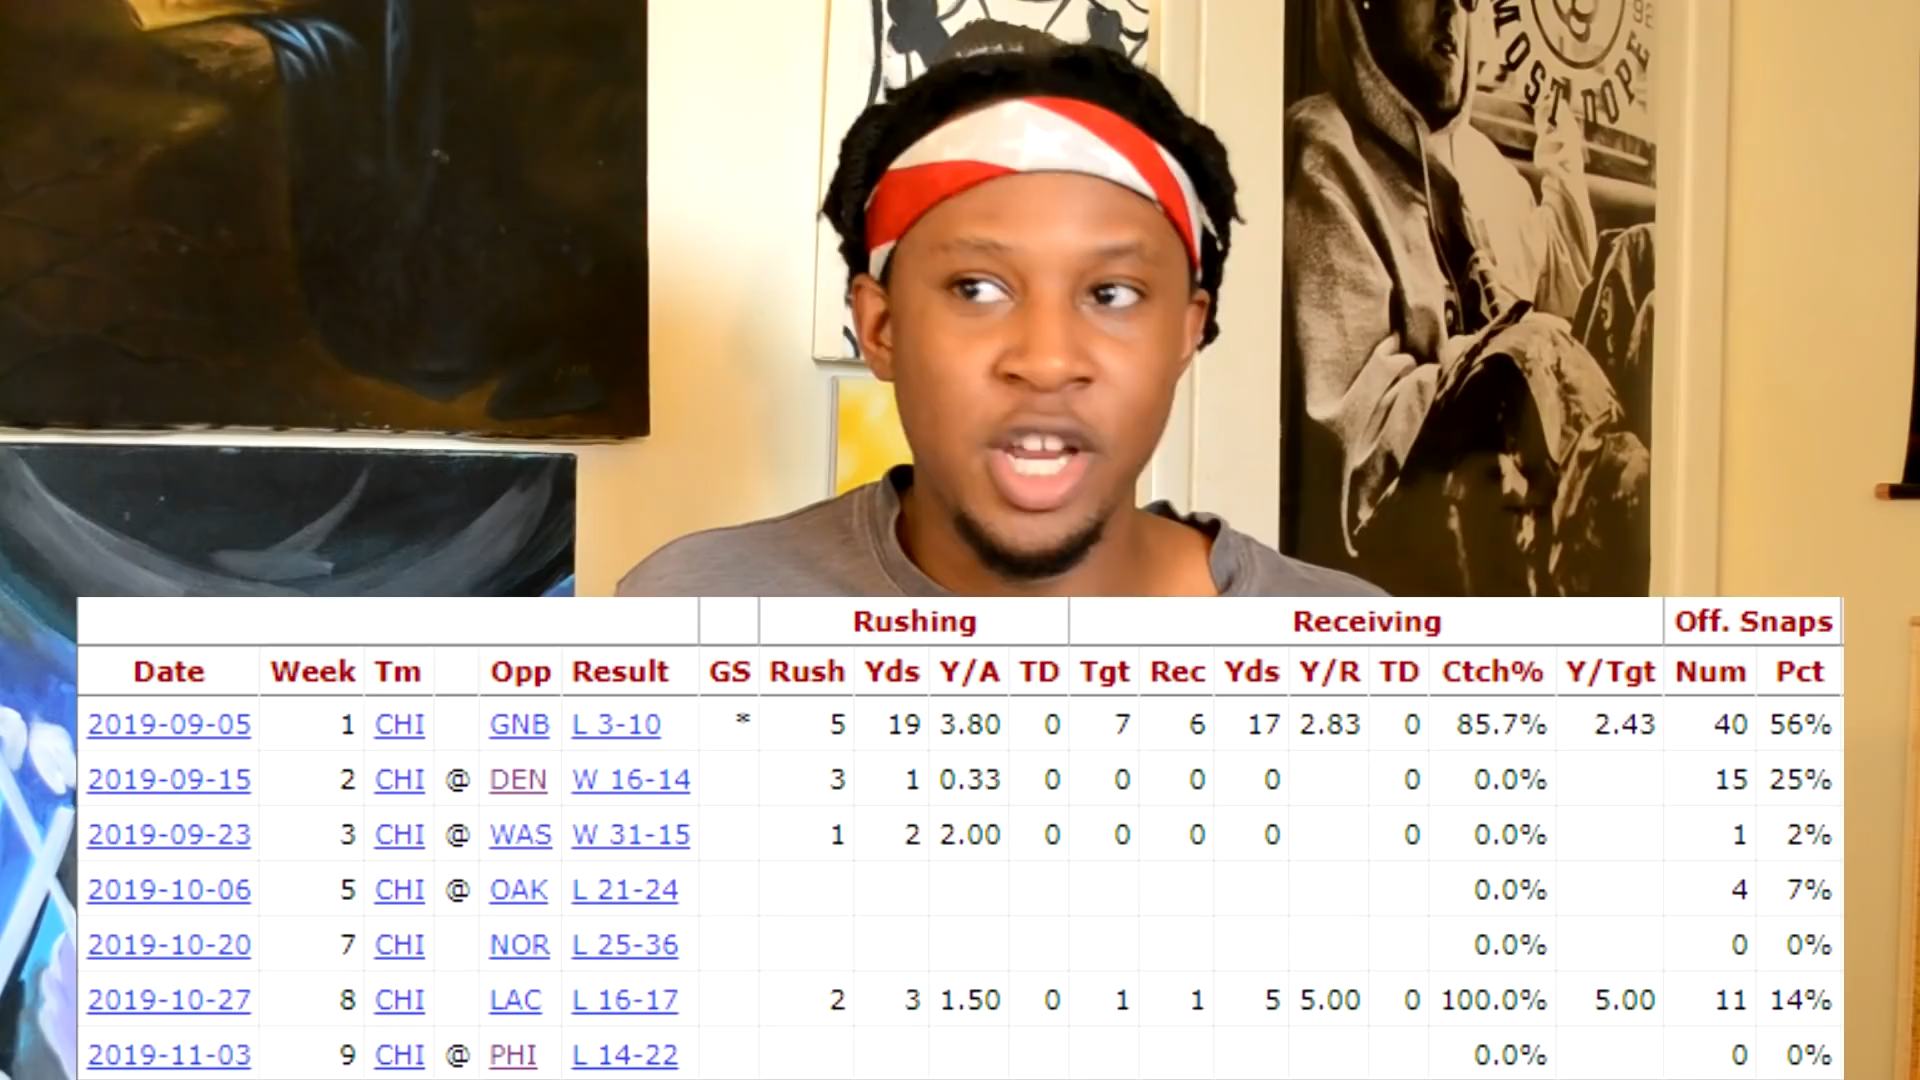 MOST DOPE
Rushing Receiving Off. Snaps
Date Week Tm Opp Result GS Rush Yds Y/A TD Tgt Rec Yds Y/R TD Ctch% Y/Tgt Num Pct
2019-09-05 1 CHI GNB L 3-10 * 5 19 3.80 0 7 6 17 2.83 0 85.7% 2.43 40 56%
2019-09-15 2 CHI @ DEN W 16-14 3 1 0.33 0 0 0 0 0 0.0% 15 25%
2019-09-23 3 CHI @ WAS W 31-15 1 2 2.00 0 0 0 0 0 0.0% 1 2%
2019-10-06 5 CHI @ OAK L 21-24 0.0% 4 7%
2019-10-20 7 CHI NOR L 25-36 0.0% 0 0%
2019-10-27 8 CHI LAC L 16-17 2 3 1.50 0 1 1 5 5.00 0 100.0% 5.00 11 14%
2019-11-03 9 CHI @ PHI L 14-22 0.0% 0 0%